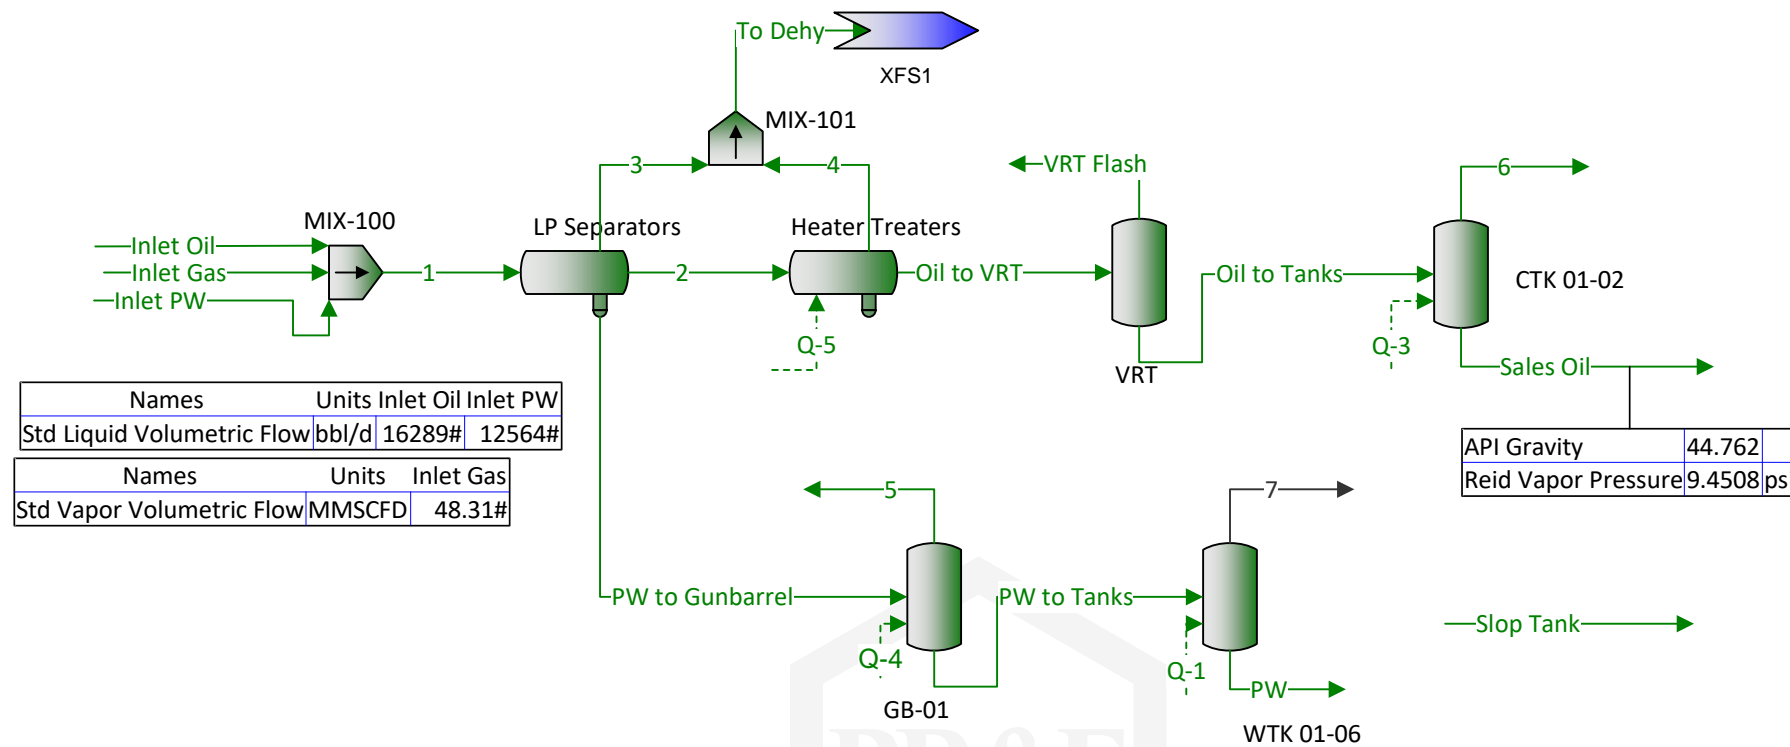 To Dehy
XFS1
MIX-101
3
4
VRT Flash
6
MIX-100
LP Separators
Heater Treaters
Inlet Oil
Inlet Gas
Inlet PW
1
2
Oil to VRT
Oil to Tanks
CTK 01-02
Q-5
Q-3
VRT
Sales Oil
Names Units Inlet Oil Inlet PW
Std Liquid Volumetric Flow bbl/d 16289# 12564#
API Gravity 44.762
Reid Vapor Pressure 9.4508 ps
Names Units Inlet Gas
Std Vapor Volumetric Flow MMSCFD 48.31#
5
7
PW to Gunbarrel
PW to Tanks
Slop Tank
Q-4
Q-1
PW
GB-01
WTK 01-06